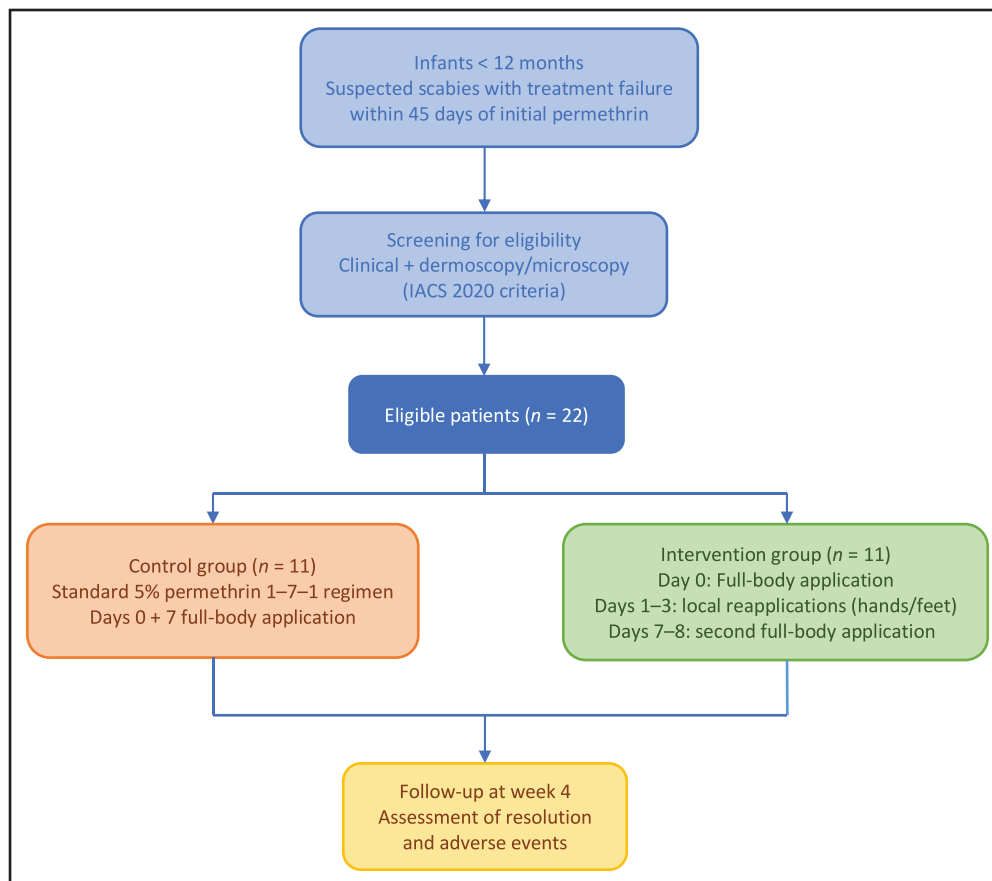 Infants < 12 months
Suspected scabies with treatment failure
within 45 days of initial permethrin
Screening for eligibility
Clinical + dermoscopy/microscopy
(IACS 2020 criteria)
Eligible patients (n = 22)
Control group (n = 11)
Standard 5% permethrin 1–7–1 regimen
Days 0 + 7 full-body application
Intervention group (n = 11)
Day 0: Full-body application
Days 1–3: local reapplications (hands/feet)
Days 7–8: second full-body application
Follow-up at week 4
Assessment of resolution
and adverse events